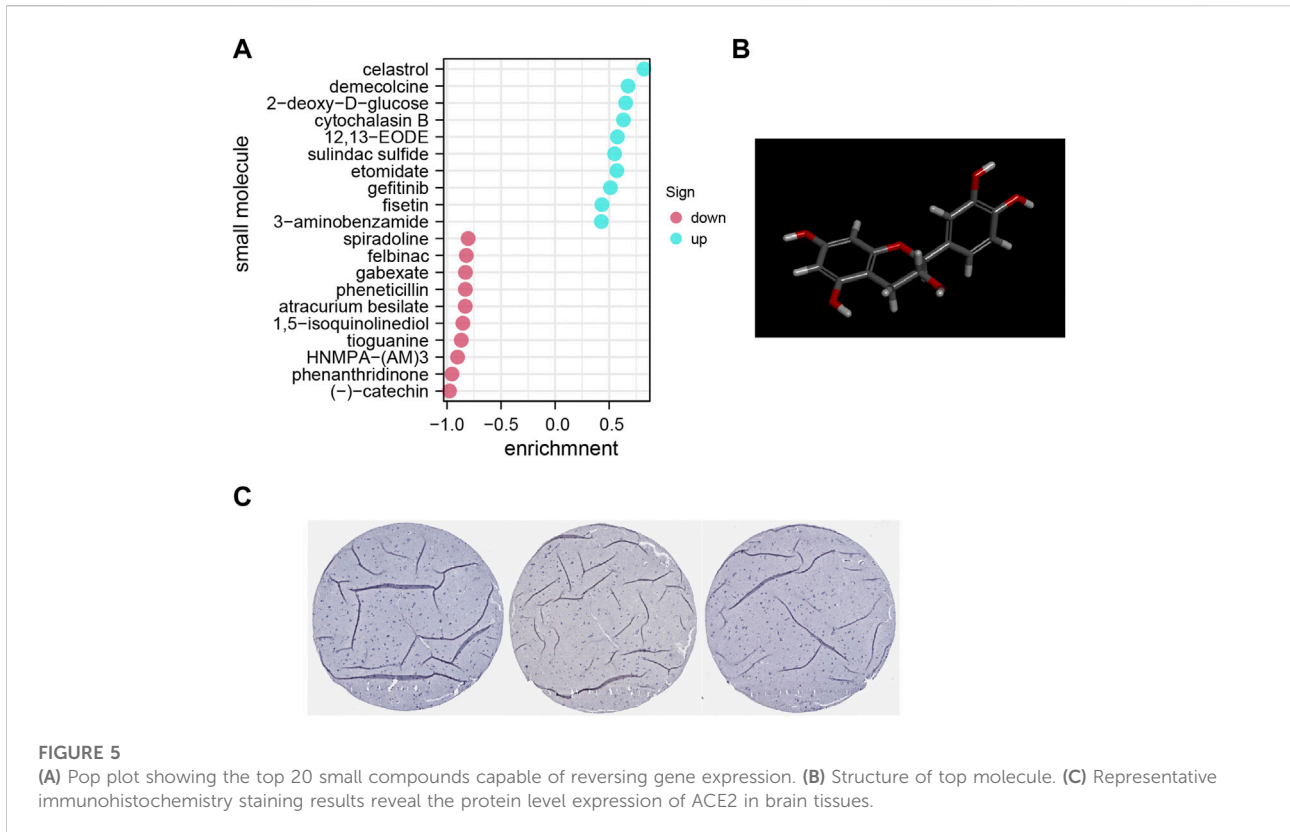 A
B
celastrol
demecolcine
2−deoxy−D−glucose
cytochalasin B
12,13−EODE
sulindac sulfide
etomidate
gefitinib
fisetin
3−aminobenzamide
spiradoline
felbinac
gabexate
pheneticillin
atracurium besilate
1,5−isoquinolinediol
tioguanine
HNMPA−(AM)3
phenanthridinone
(−)−catechin
small molecule
−1.0 −0.5 0.0 0.5
enrichmnent
Sign
down
up
C
FIGURE 5
(A) Pop plot showing the top 20 small compounds capable of reversing gene expression. (B) Structure of top molecule. (C) Representative
immunohistochemistry staining results reveal the protein level expression of ACE2 in brain tissues.